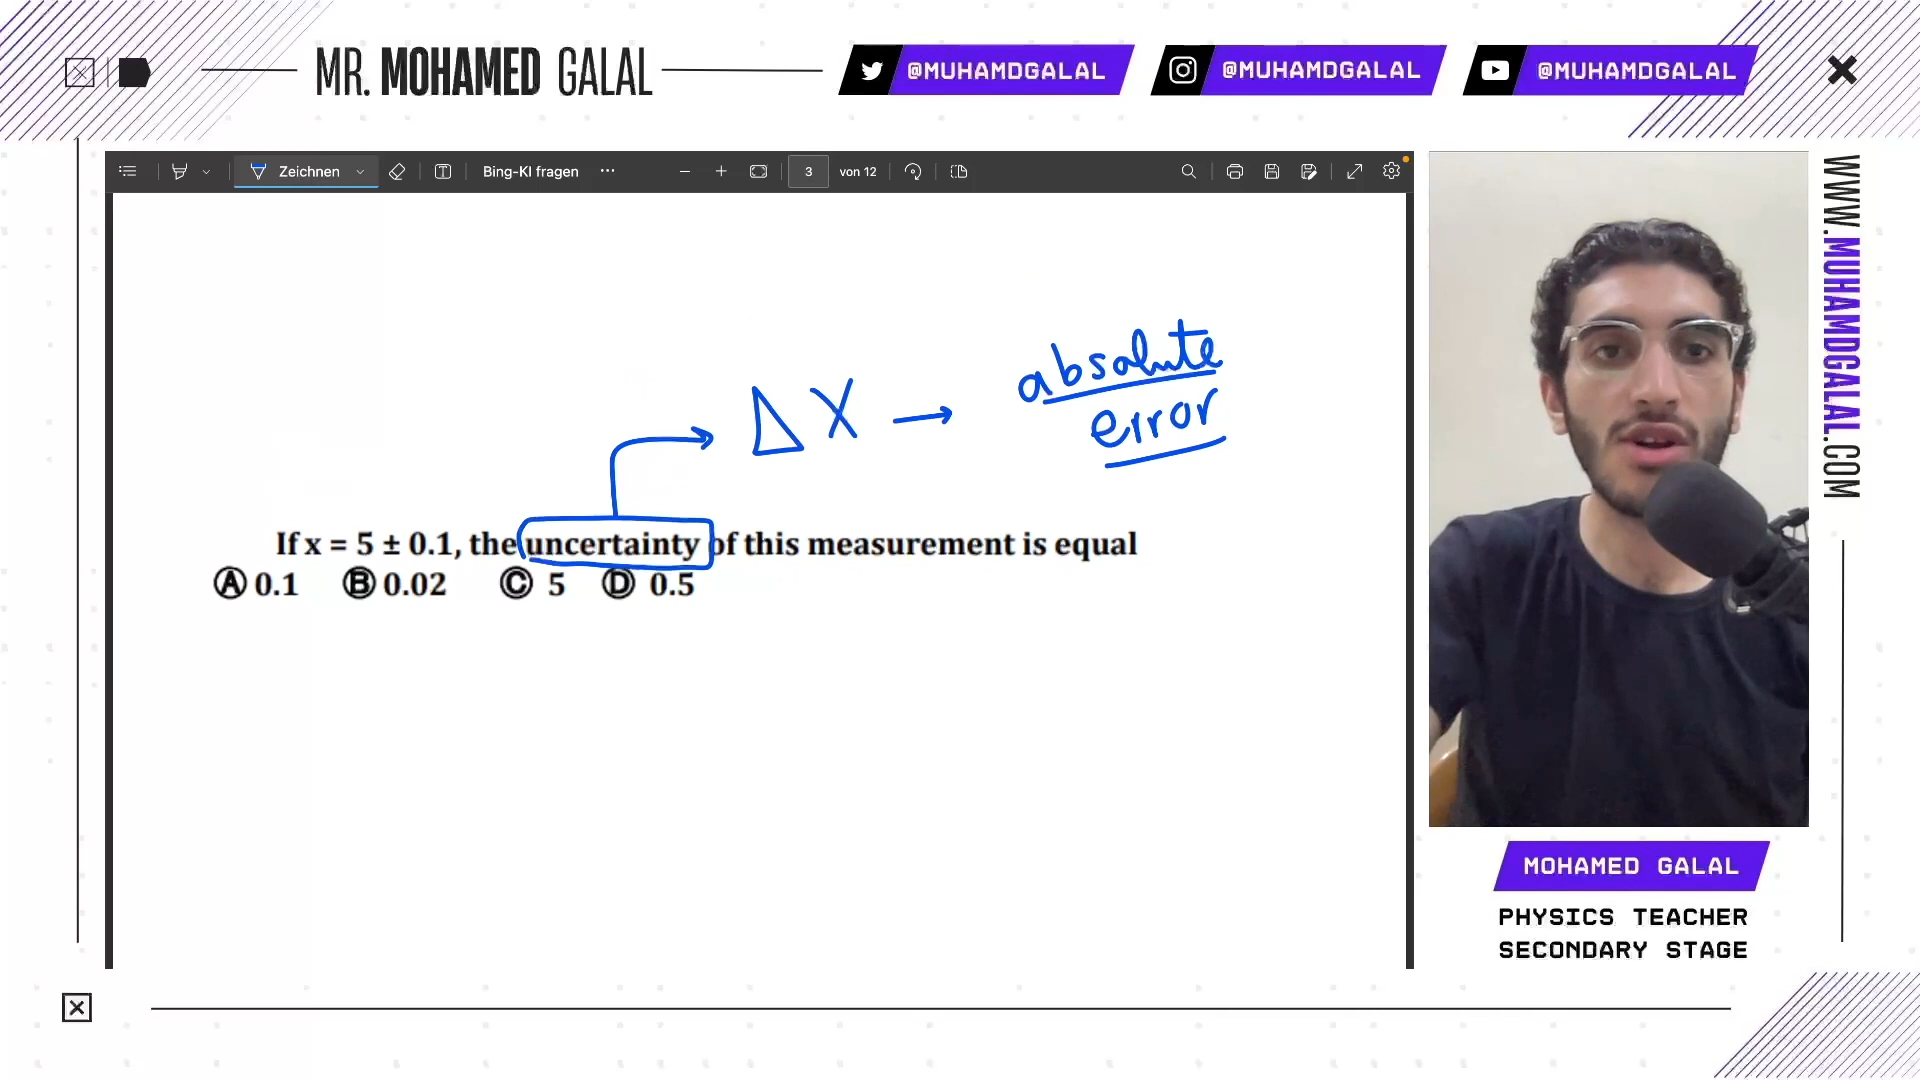 MR. MOHAMED GALAL
@MUHAMDGALAL
@MUHAMDGALAL
@MUHAMDGALAL
Zeichnen
Bing-KI fragen
3
von 12
WWW.MUHAMDGALAL.COM
Δ X → absolute
error
If x = 5 ± 0.1, the uncertainty of this measurement is equal
Ⓐ 0.1 Ⓑ 0.02 Ⓒ 5 Ⓓ 0.5
MOHAMED GALAL
PHYSICS TEACHER
SECONDARY STAGE